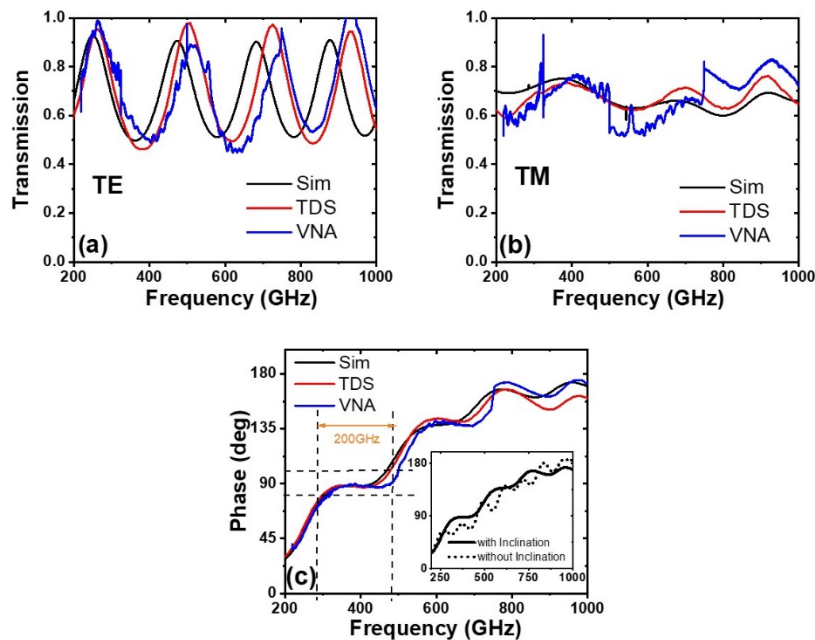 1.0
0.8
0.6
0.4
0.2
0.0
Transmission
TE
Sim
TDS
VNA
(a)
200 400 600 800 1000
Frequency (GHz)
1.0
0.8
0.6
0.4
0.2
0.0
Transmission
TM
Sim
TDS
VNA
(b)
200 400 600 800 1000
Frequency (GHz)
180
135
90
45
0
Phase (deg)
Sim
TDS
VNA
200GHz
180
90
0
with Inclination
without Inclination
250 500 750 1000
(c)
200 400 600 800 1000
Frequency (GHz)